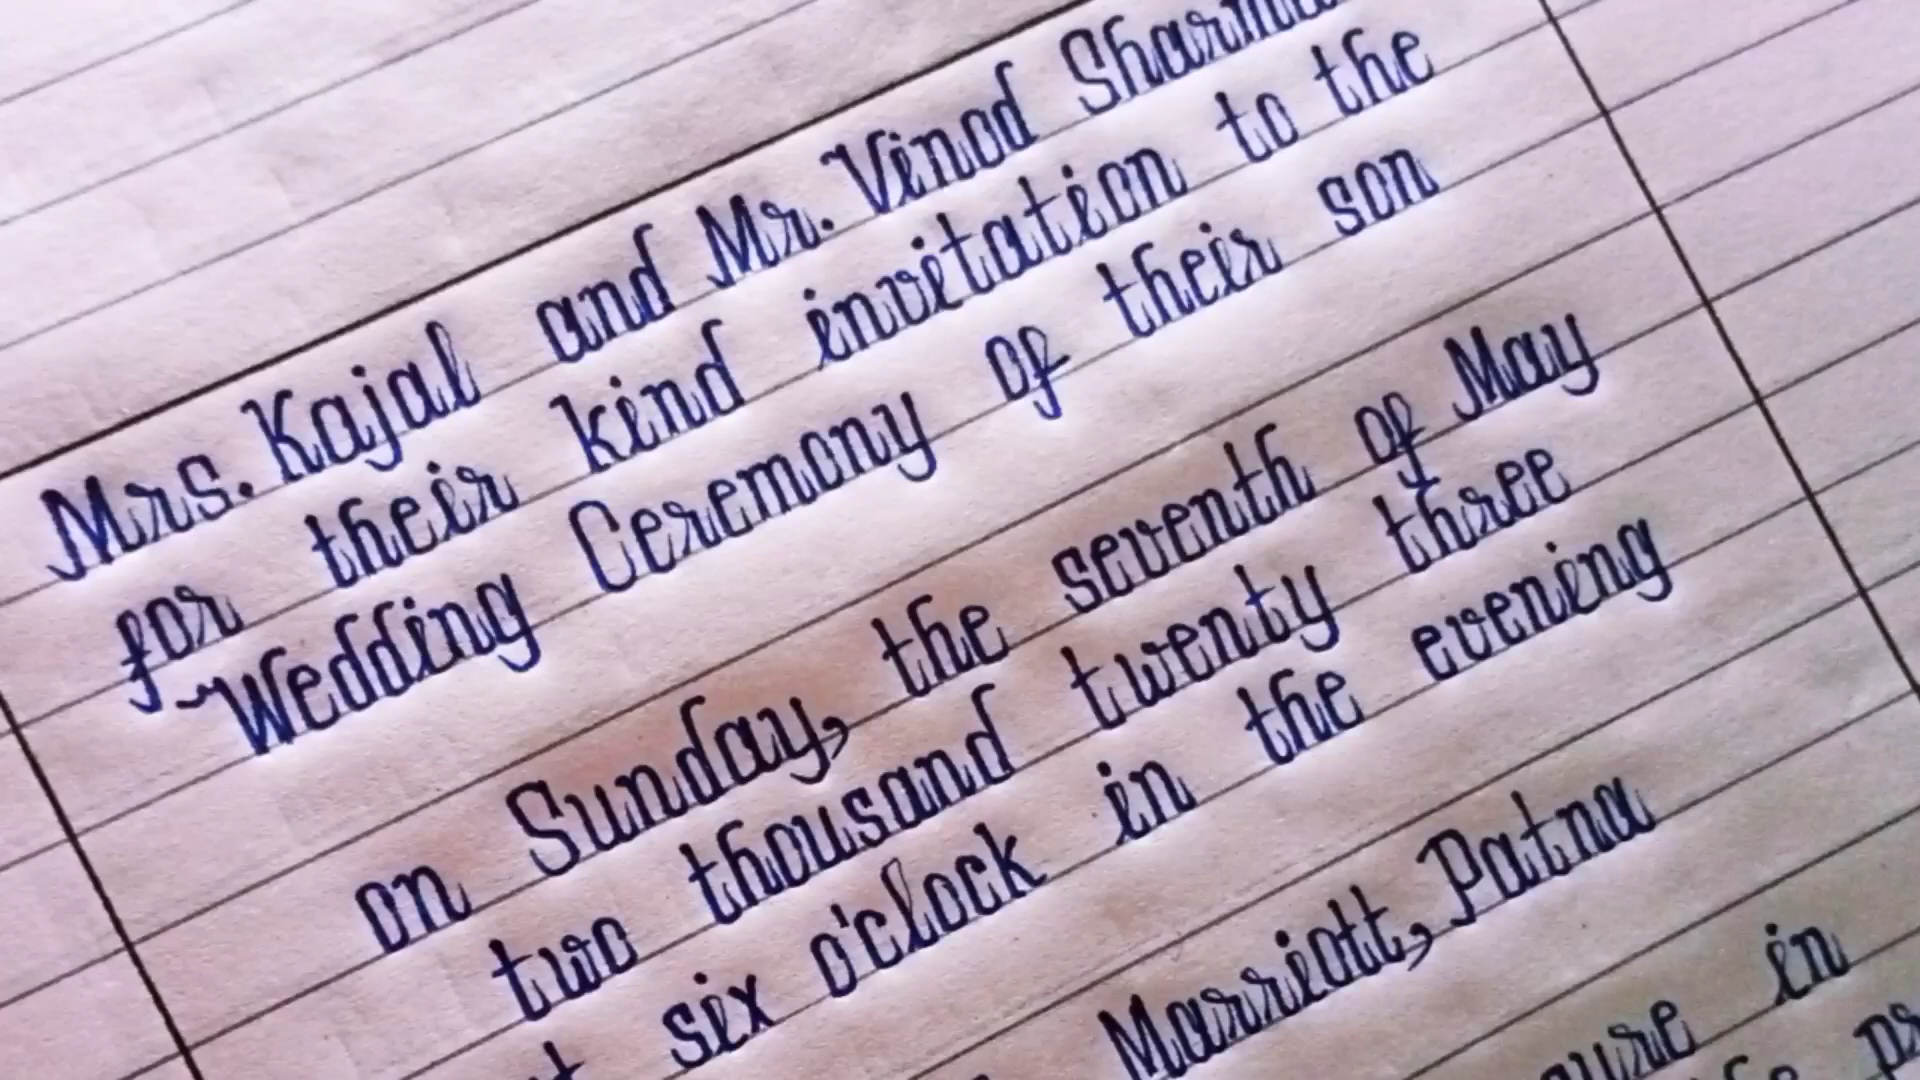 Mrs. Kajal and Mr. Vinod Sharma
for their kind invitation to the
Wedding Ceremony of their son
on Sunday, the seventh of May
two thousand twenty three
six o'clock in the evening
Marriott, Patna
in